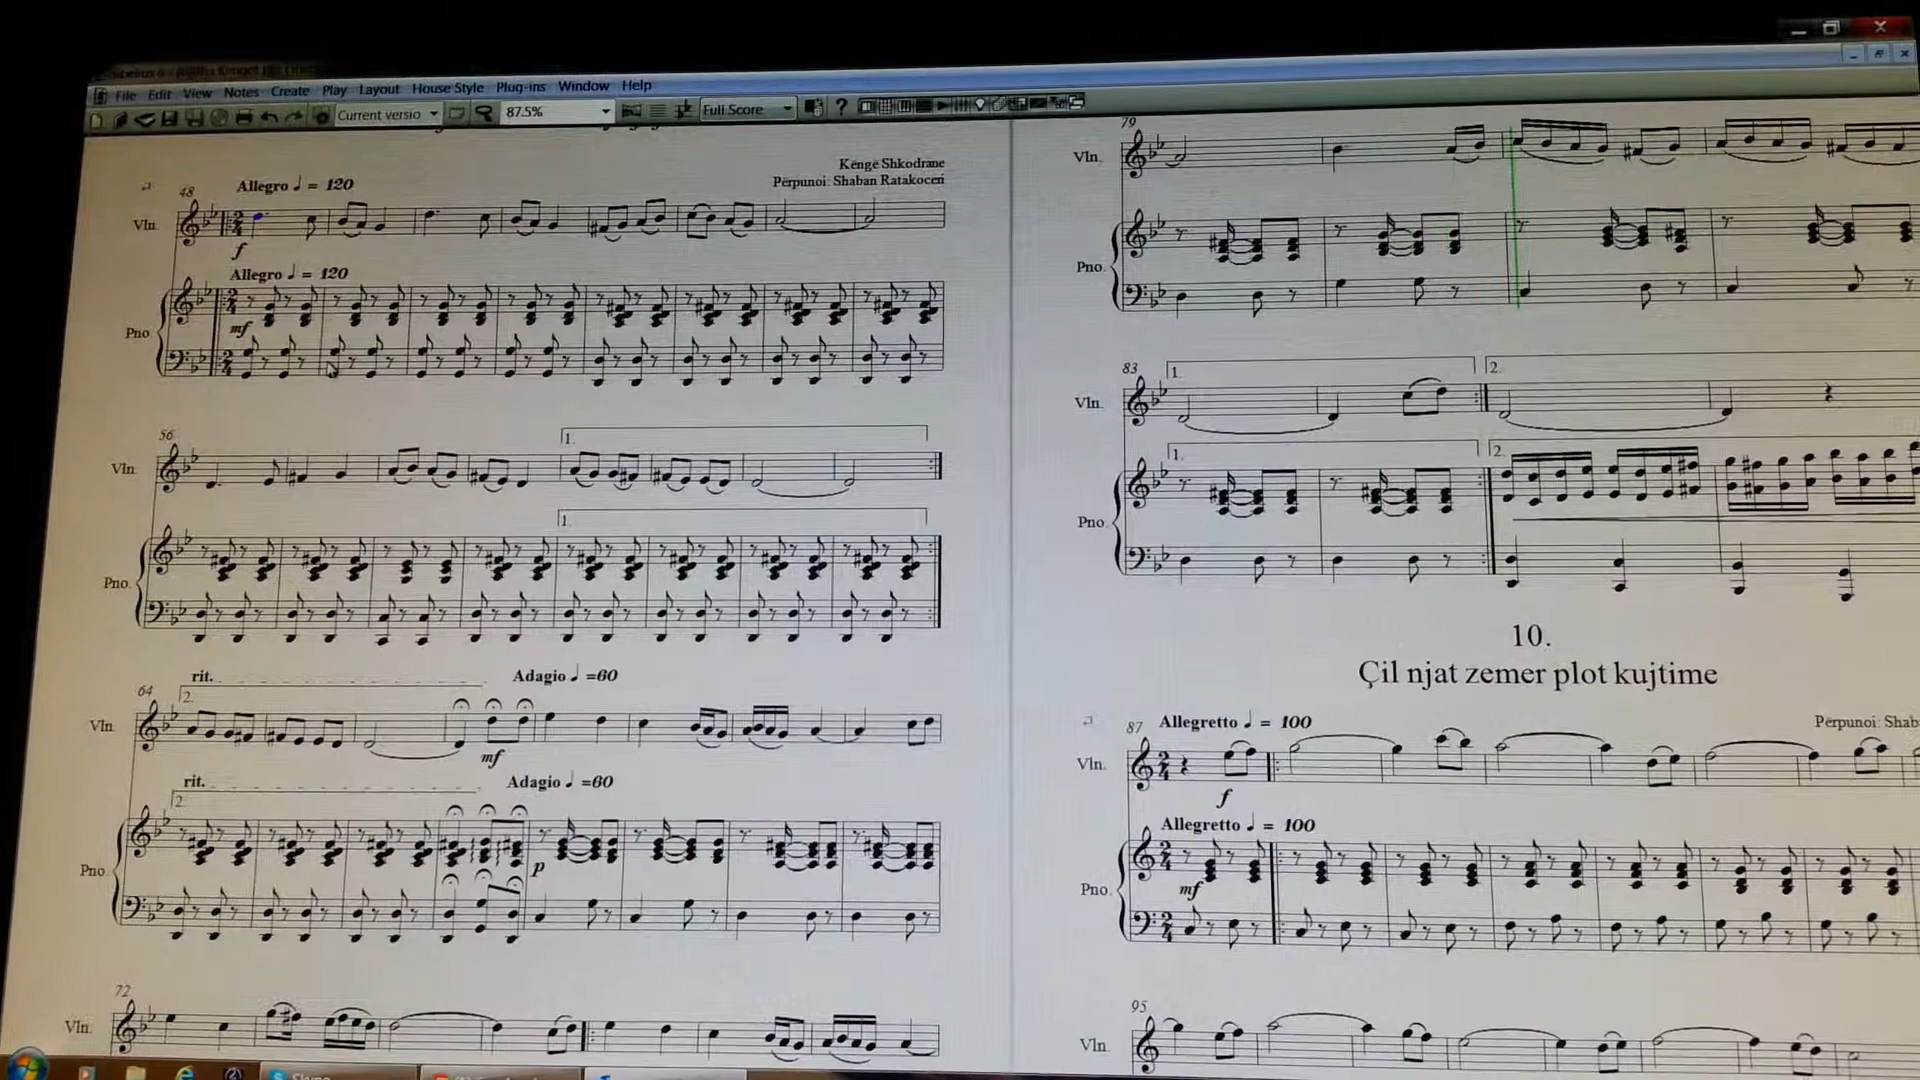 File Edit View Notes Create Play Layout House Style Plug-ins Window Help
Current versio 87.5% Full Score
Kengë Shkodrane
Përpunoi: Shaban Ratakoceri
48
Allegro ♩ = 120
Vln.
f
Allegro ♩ = 120
Pno.
mf
56
Vln.
1.
1.
Pno.
rit.
Adagio ♩ =60
64
2.
Vln.
mf
rit.
Adagio ♩ =60
2.
Pno.
p
72
Vln.
79
Vln.
Pno.
83
1.
2.
Vln.
1.
2.
Pno.
10.
Çil njat zemer plot kujtime
87
Allegretto ♩ = 100
Përpunoi: Shab
Vln.
f
Allegretto ♩ = 100
Pno.
mf
95
Vln.
Skype